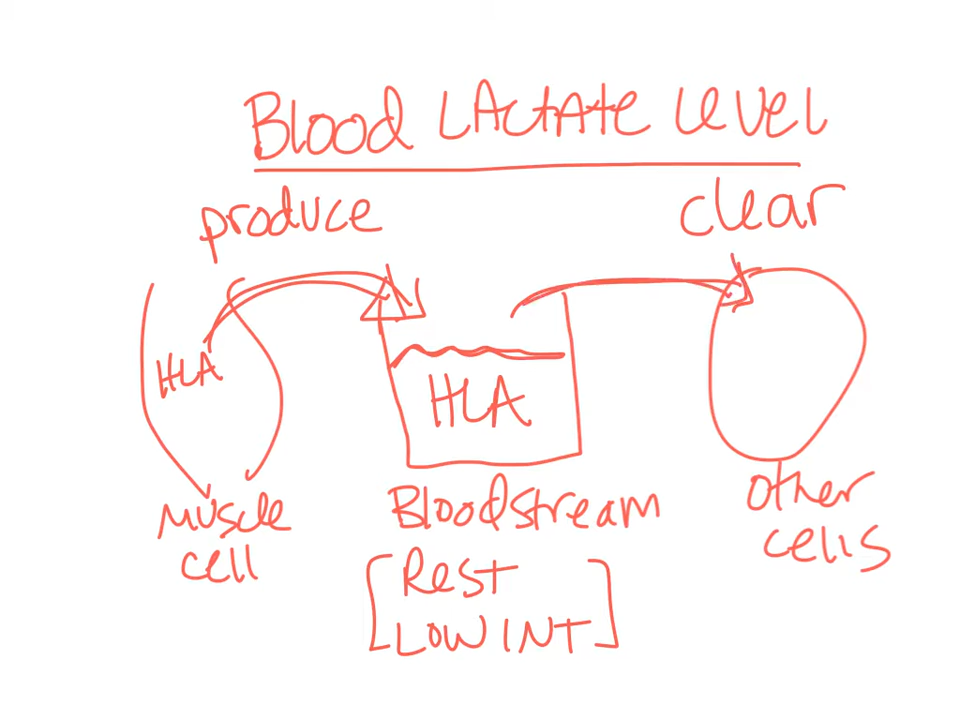 Blood LActAte LeVEL
produce
clear
HLA
HLA
Muscle
cell
Bloodstream
other
cells
[Rest
LOW INT]